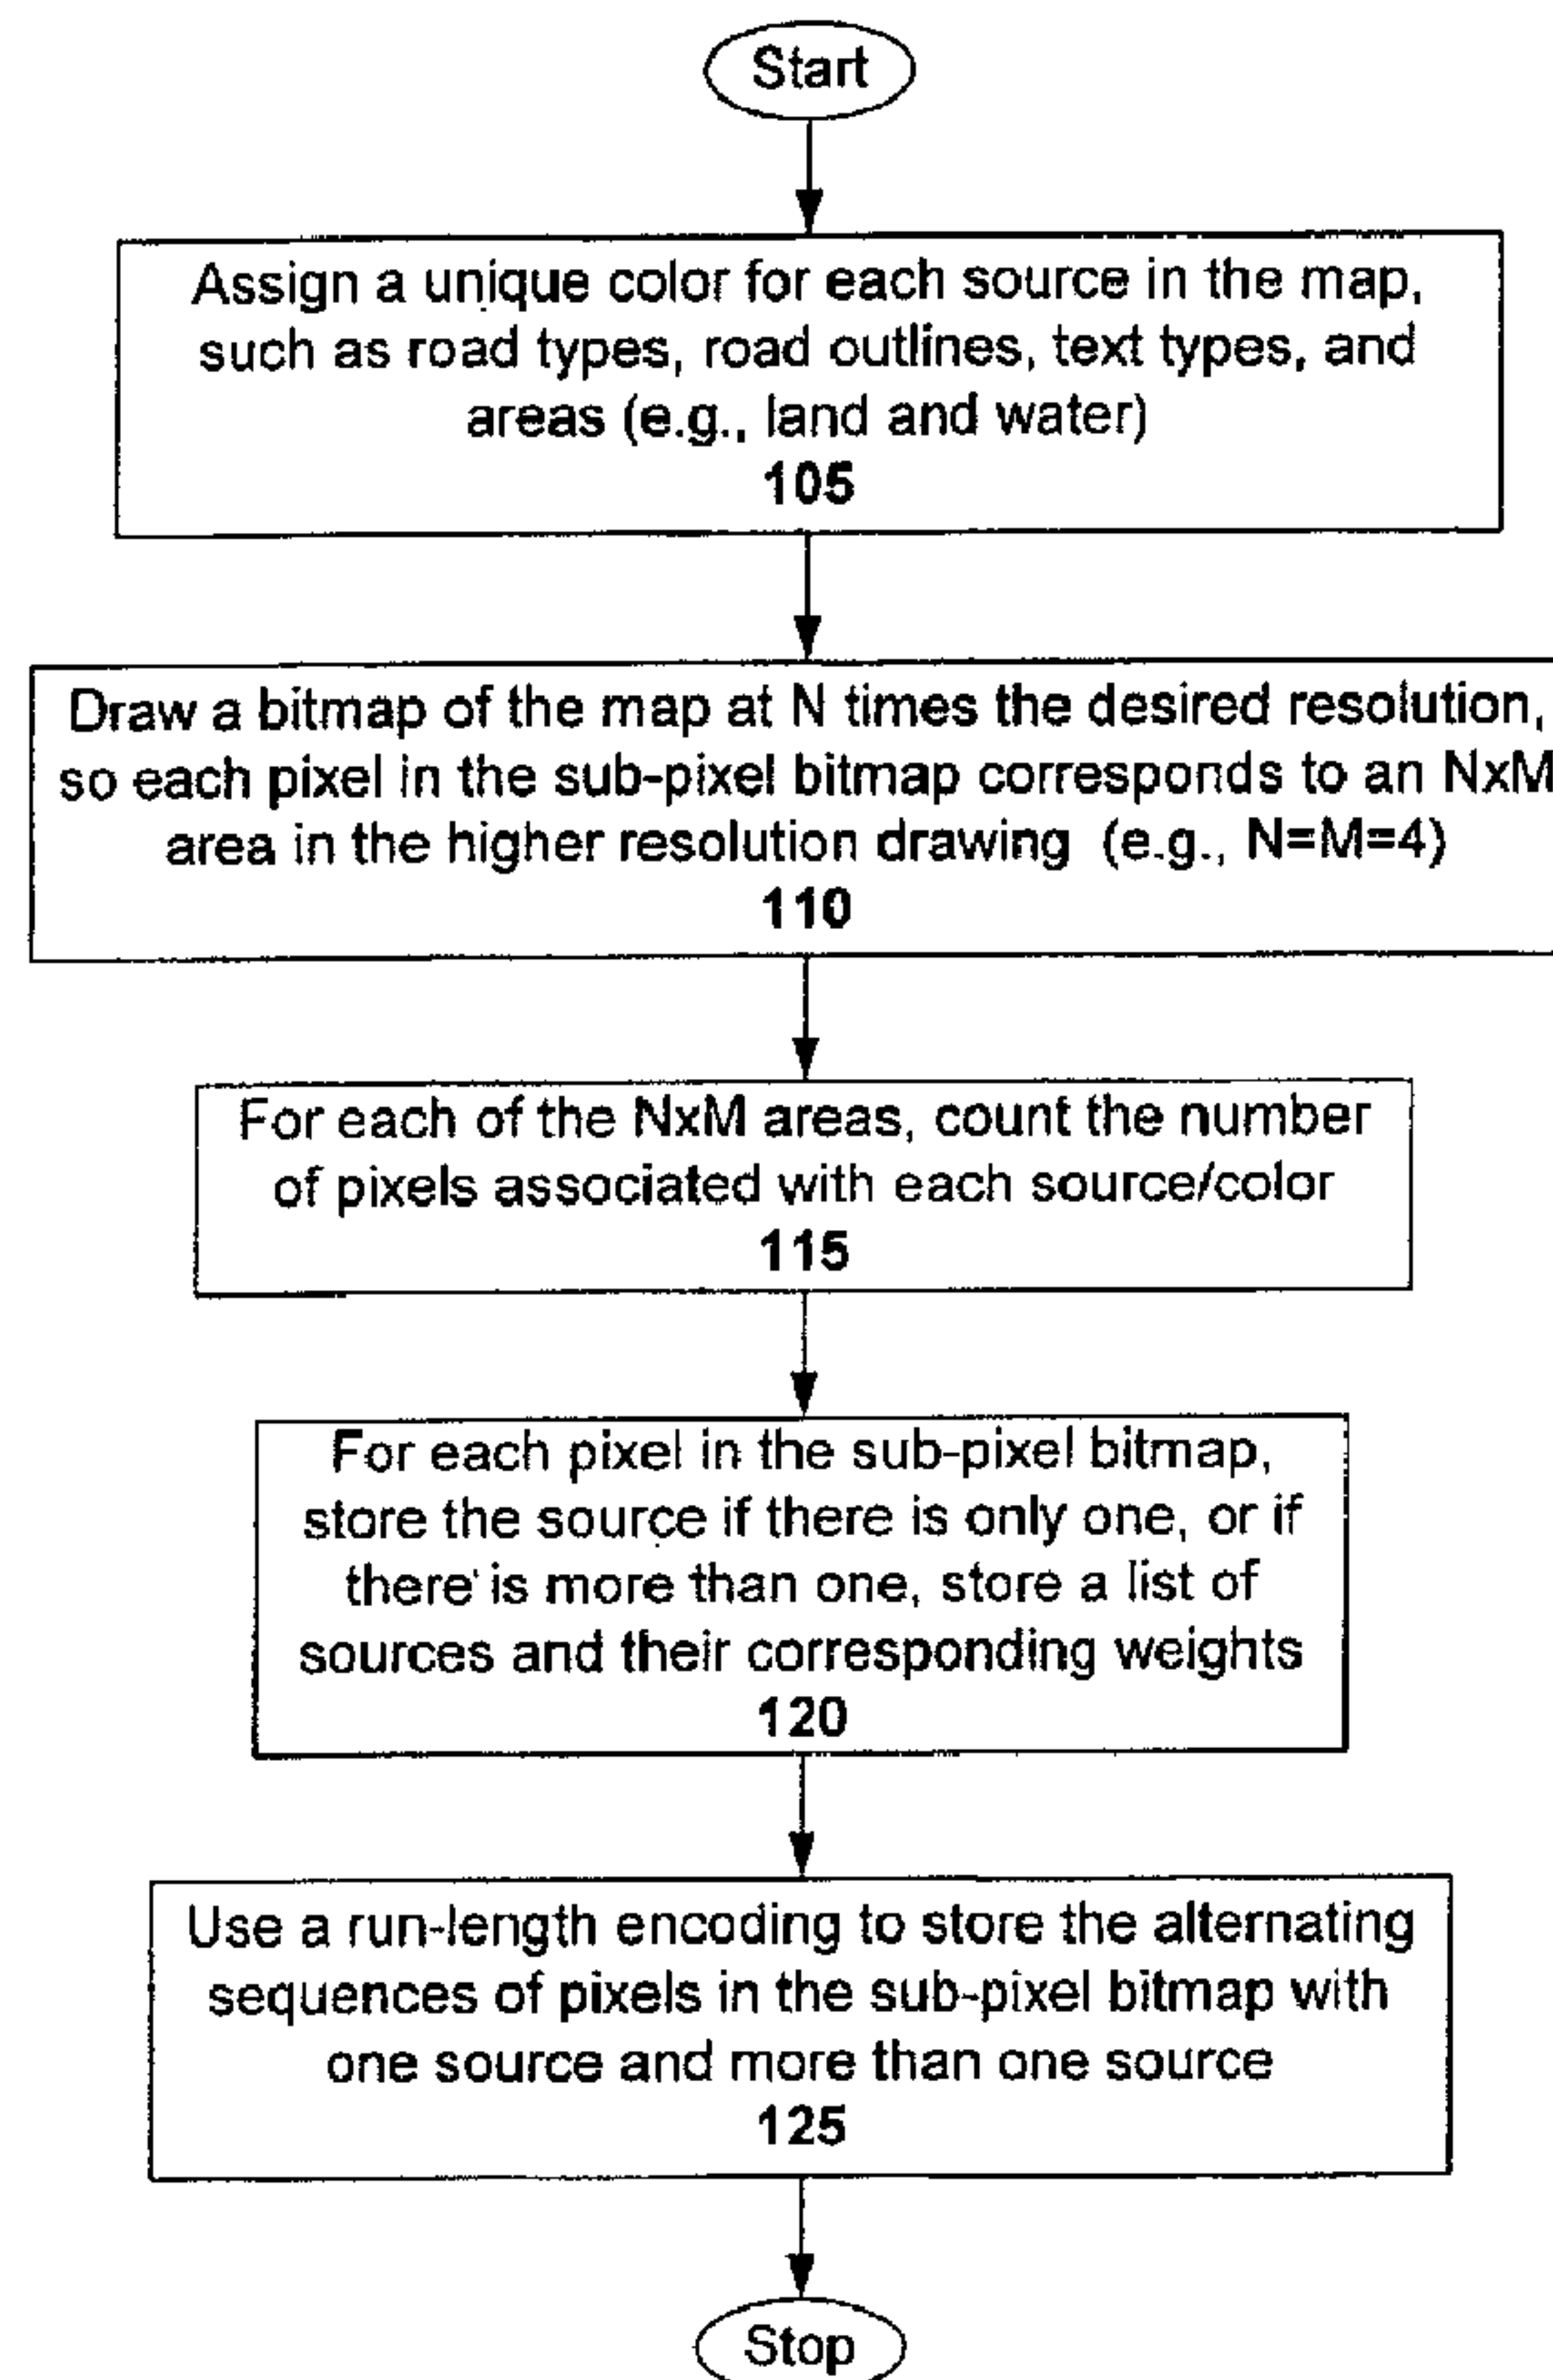 Start
Assign a unique color for each source in the map,
such as road types, road outlines, text types, and
areas (e.g., land and water)
105
Draw a bitmap of the map at N times the desired resolution,
so each pixel in the sub-pixel bitmap corresponds to an NxM
area in the higher resolution drawing (e.g., N=M=4)
110
For each of the NxM areas, count the number
of pixels associated with each source/color
115
For each pixel in the sub-pixel bitmap,
store the source if there is only one, or if
there is more than one, store a list of
sources and their corresponding weights
120
Use a run-length encoding to store the alternating
sequences of pixels in the sub-pixel bitmap with
one source and more than one source
125
Stop